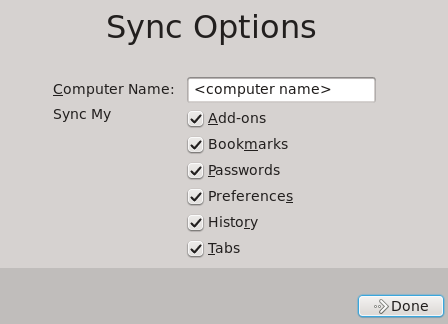 Sync Options
Computer Name: <computer name>
Sync My
Add-ons
Bookmarks
Passwords
Preferences
History
Tabs
Done